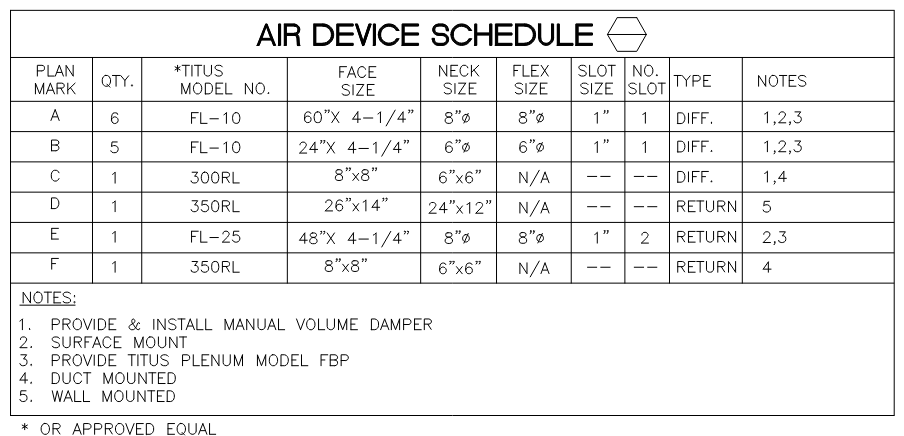 AIR DEVICE SCHEDULE
PLAN MARK QTY. *TITUS MODEL NO. FACE SIZE NECK SIZE FLEX SIZE SLOT SIZE NO. SLOT TYPE NOTES
A 6 FL-10 60"X 4-1/4" 8"ø 8"ø 1" 1 DIFF. 1,2,3
B 5 FL-10 24"X 4-1/4" 6"ø 6"ø 1" 1 DIFF. 1,2,3
C 1 300RL 8"x8" 6"x6" N/A -- -- DIFF. 1,4
D 1 350RL 26"x14" 24"x12" N/A -- -- RETURN 5
E 1 FL-25 48"X 4-1/4" 8"ø 8"ø 1" 2 RETURN 2,3
F 1 350RL 8"x8" 6"x6" N/A -- -- RETURN 4
NOTES:
1. PROVIDE & INSTALL MANUAL VOLUME DAMPER
2. SURFACE MOUNT
3. PROVIDE TITUS PLENUM MODEL FBP
4. DUCT MOUNTED
5. WALL MOUNTED
* OR APPROVED EQUAL